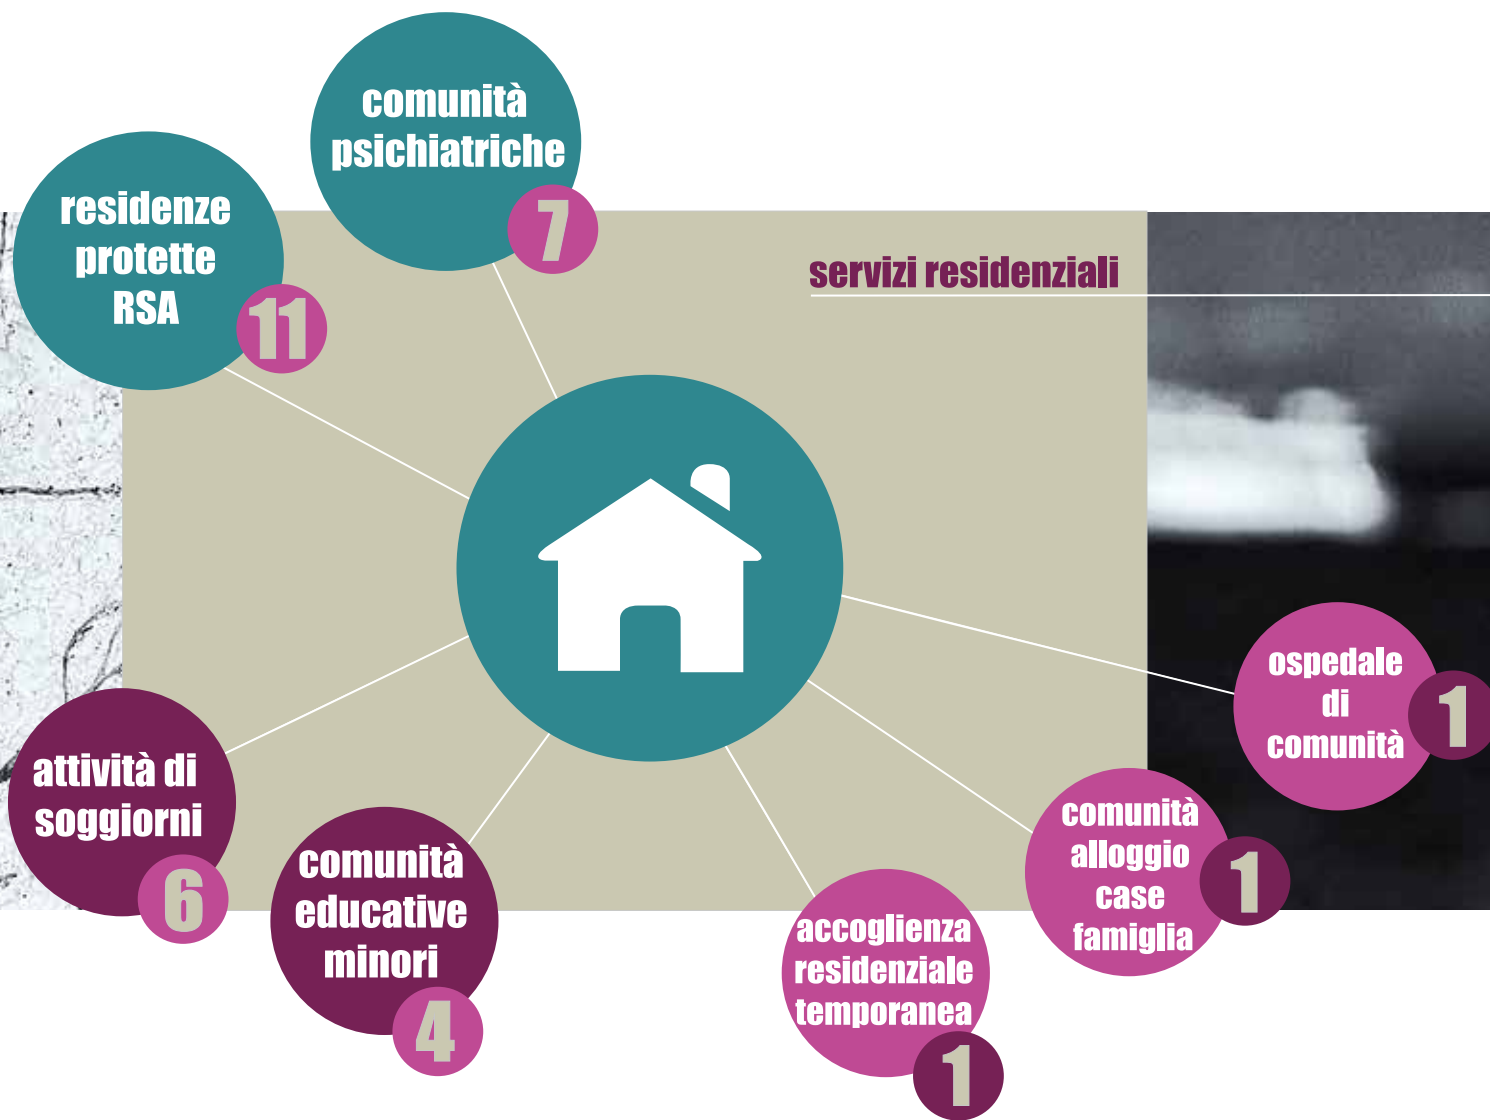 comunità
psichiatriche
7
residenze
protette
RSA
11
servizi residenziali
ospedale
di
comunità
1
attività di
soggiorni
6
comunità
educative
minori
4
accoglienza
residenziale
temporanea
1
comunità
alloggio
case
famiglia
1